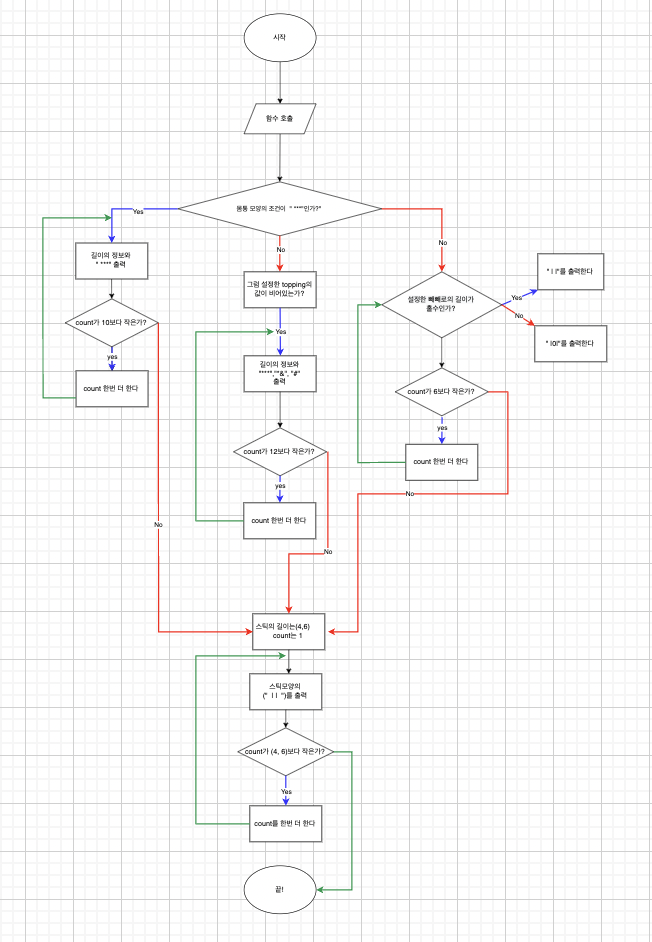 시작
함수 호출
몸통 모양의 조건이 " ****"인가?"
Yes
No
No
길이의 정보와
" **** 출력
그럼 설정한 topping의
값이 비어있는가?
설정한 빼빼로의 길이가
홀수인가?
" | |"를 출력한다
Yes
No
" |0|"를 출력한다
count가 10보다 작은가?
Yes
yes
길이의 정보와
"****","&", "#"
출력
count 한번 더 한다
count가 6보다 작은가?
yes
count가 12보다 작은가?
count 한번 더 한다
yes
No
count 한번 더 한다
No
No
스틱의 길이는(4,6)
count는 1
스틱모양의
(" | | ")를 출력
count가 (4, 6)보다 작은가?
Yes
count를 한번 더 한다
끝!